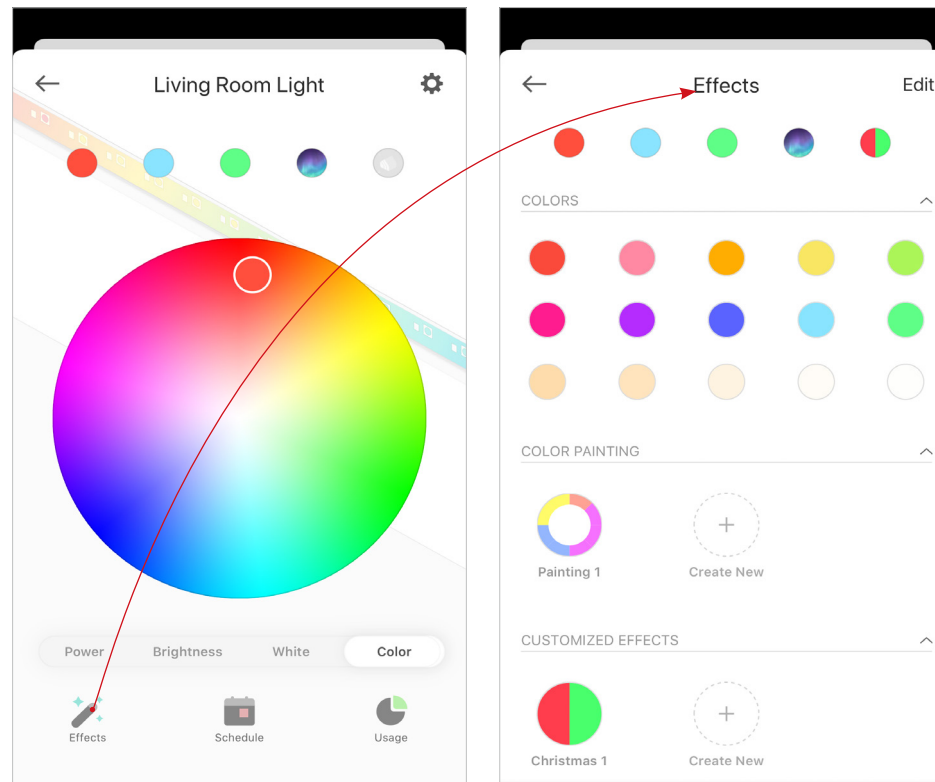 Living Room Light
Power
Brightness
White
Color
Effects
Schedule
Usage
Effects
Edit
COLORS
COLOR PAINTING
Painting 1
Create New
CUSTOMIZED EFFECTS
Christmas 1
Create New